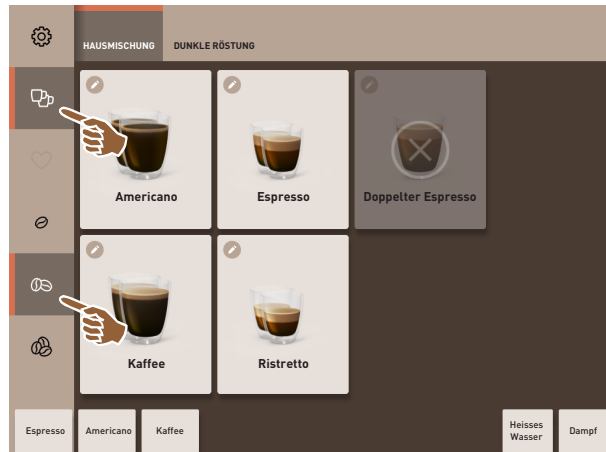 HAUSMISCHUNG DUNKLE RÖSTUNG
Americano Espresso Doppelter Espresso
Kaffee Ristretto
Espresso Americano Kaffee Heisses Wasser Dampf